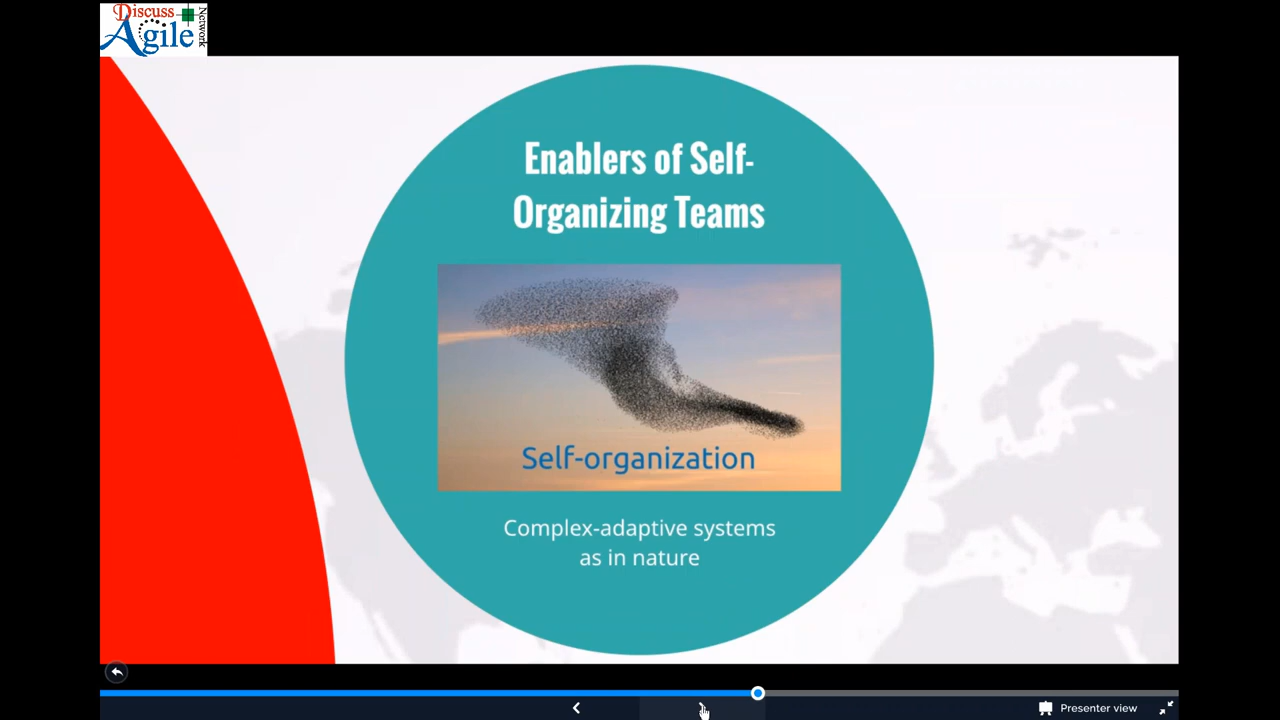 Discuss
Agile
Network
Enablers of Self-
Organizing Teams
Self-organization
Complex-adaptive systems
as in nature
Presenter view